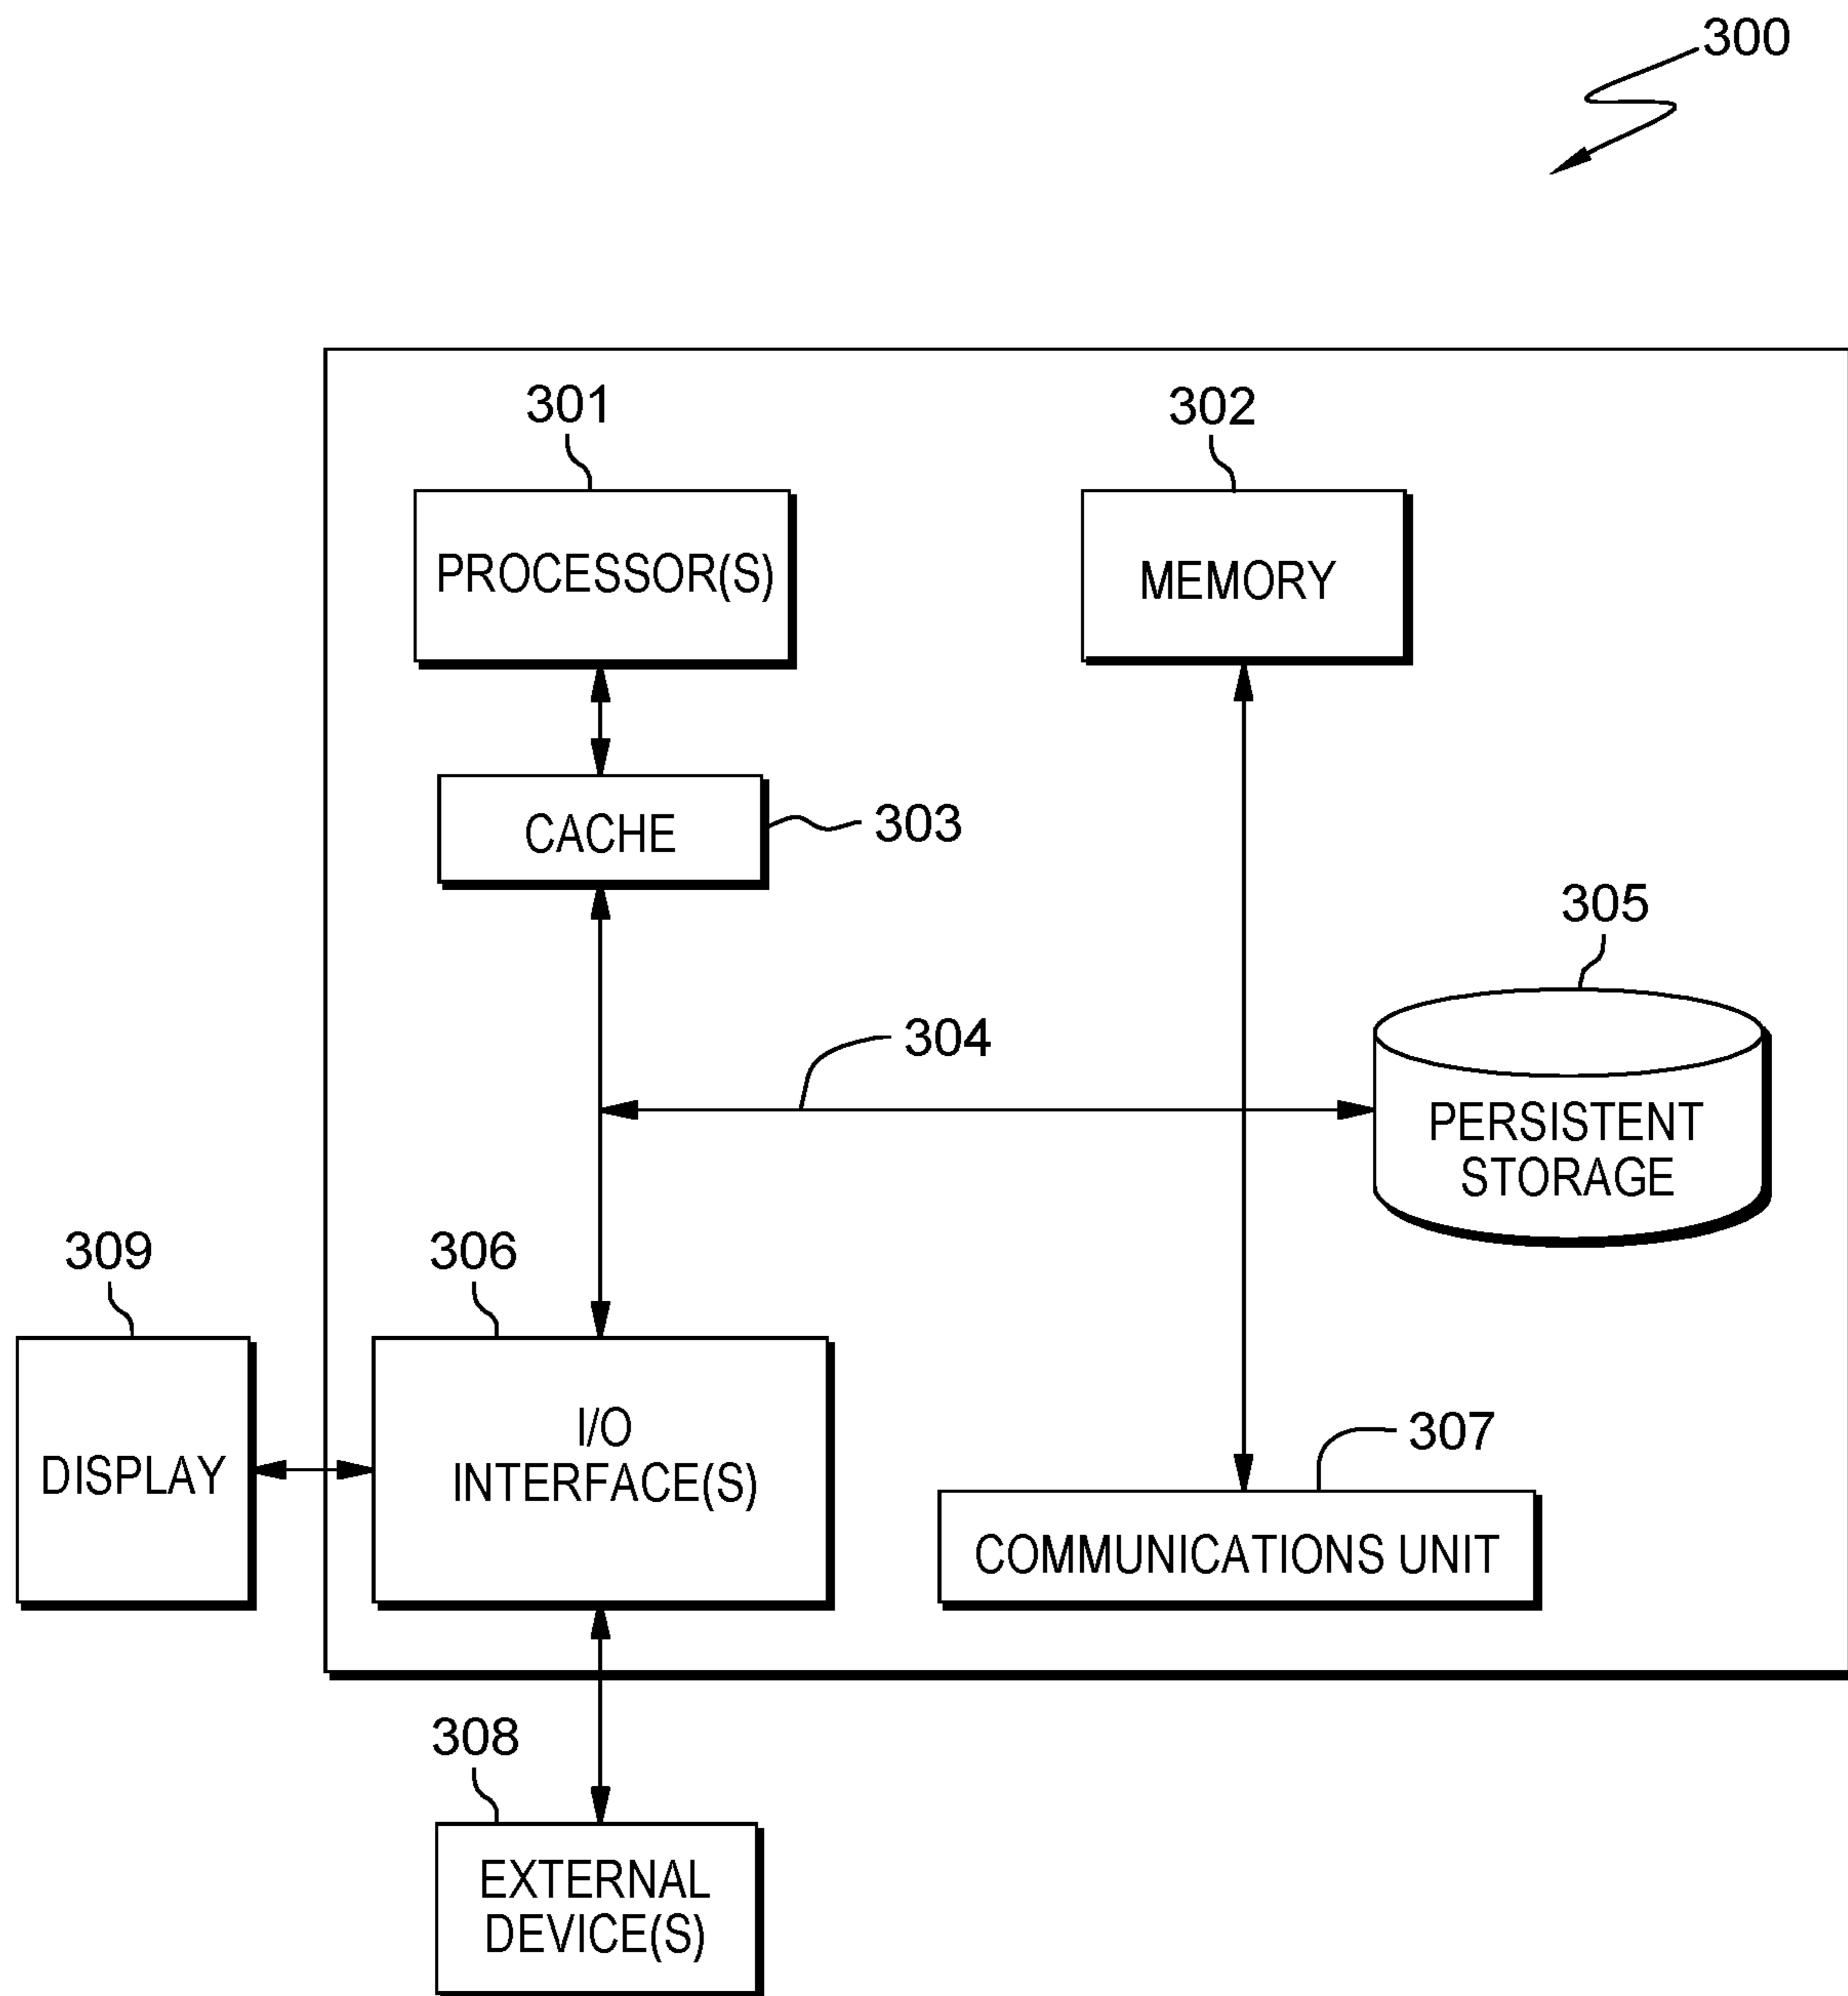 300
301
302
PROCESSOR(S)
MEMORY
CACHE
303
305
304
PERSISTENT
STORAGE
309
306
I/O
INTERFACE(S)
DISPLAY
307
COMMUNICATIONS UNIT
308
EXTERNAL
DEVICE(S)